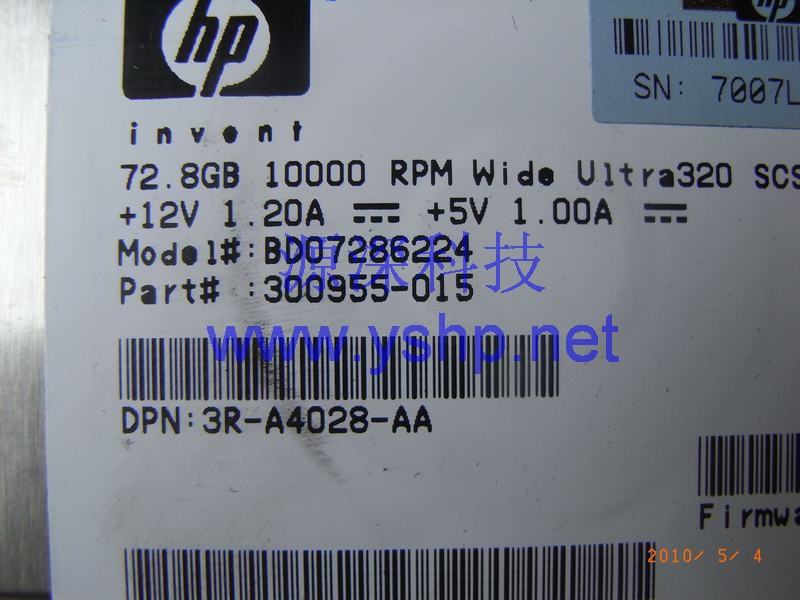 hp
hp
invent
SN: 7007L
72.8GB 10000 RPM Wide Ultra320 SCS
+12V 1.20A +5V 1.00A
Model#:BD07286224
Part# :300955-015
源深科技
www.yshp.net
DPN:3R-A4028-AA
Firmwa
2010/ 5/ 4